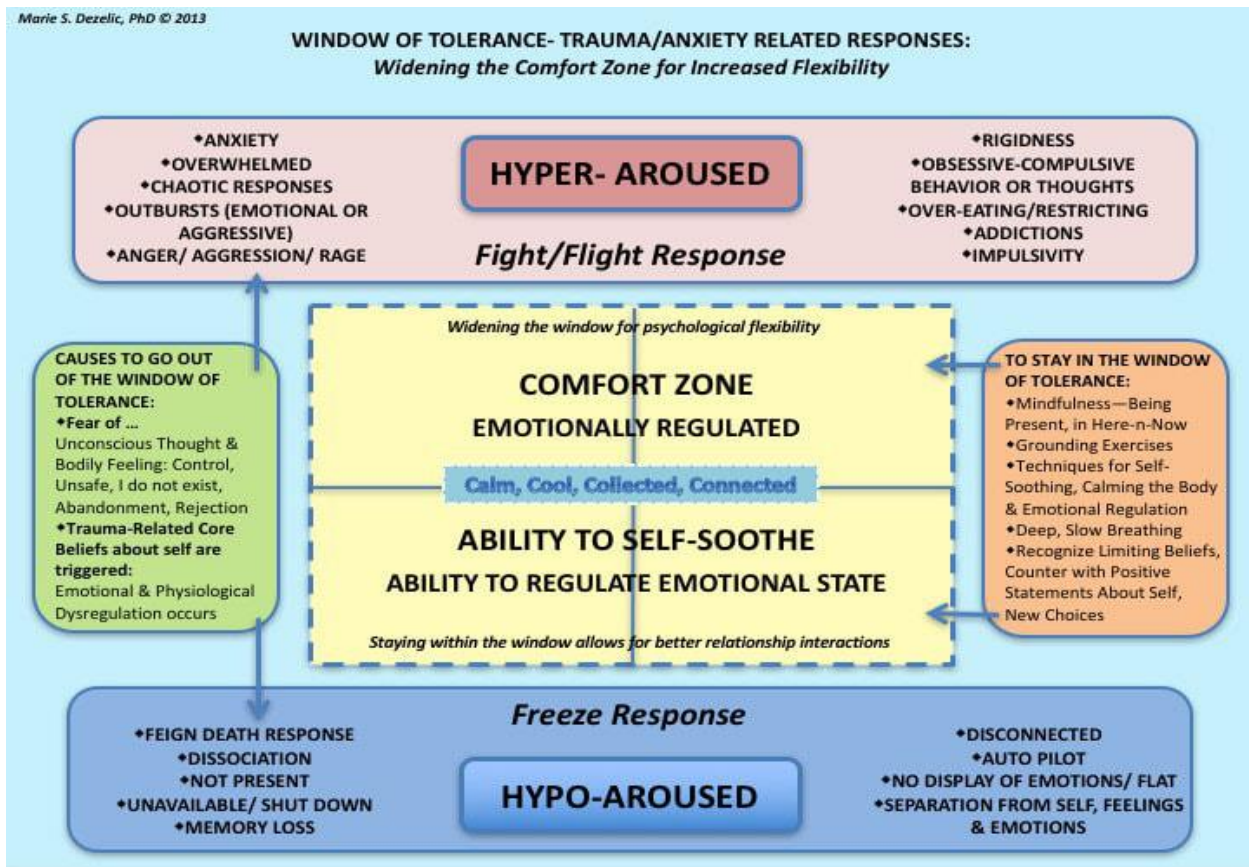 Marie S. Dezelic, PhD © 2013
WINDOW OF TOLERANCE- TRAUMA/ANXIETY RELATED RESPONSES:
Widening the Comfort Zone for Increased Flexibility
◆ANXIETY
◆OVERWHELMED
◆CHAOTIC RESPONSES
◆OUTBURSTS (EMOTIONAL OR
AGGRESSIVE)
◆ANGER/ AGGRESSION/ RAGE
HYPER- AROUSED
Fight/Flight Response
◆RIGIDNESS
◆OBSESSIVE-COMPULSIVE
BEHAVIOR OR THOUGHTS
◆OVER-EATING/RESTRICTING
◆ADDICTIONS
◆IMPULSIVITY
CAUSES TO GO OUT
OF THE WINDOW OF
TOLERANCE:
◆Fear of ...
Unconscious Thought &
Bodily Feeling: Control,
Unsafe, I do not exist,
Abandonment, Rejection
◆Trauma-Related Core
Beliefs about self are
triggered:
Emotional & Physiological
Dysregulation occurs
Widening the window for psychological flexibility
COMFORT ZONE
EMOTIONALLY REGULATED
Calm, Cool, Collected, Connected
ABILITY TO SELF-SOOTHE
ABILITY TO REGULATE EMOTIONAL STATE
Staying within the window allows for better relationship interactions
TO STAY IN THE WINDOW
OF TOLERANCE:
◆Mindfulness—Being
Present, in Here-n-Now
◆Grounding Exercises
◆Techniques for Self-
Soothing, Calming the Body
& Emotional Regulation
◆Deep, Slow Breathing
◆Recognize Limiting Beliefs,
Counter with Positive
Statements About Self,
New Choices
Freeze Response
HYPO-AROUSED
◆FEIGN DEATH RESPONSE
◆DISSOCIATION
◆NOT PRESENT
◆UNAVAILABLE/ SHUT DOWN
◆MEMORY LOSS
◆DISCONNECTED
◆AUTO PILOT
◆NO DISPLAY OF EMOTIONS/ FLAT
◆SEPARATION FROM SELF, FEELINGS
& EMOTIONS